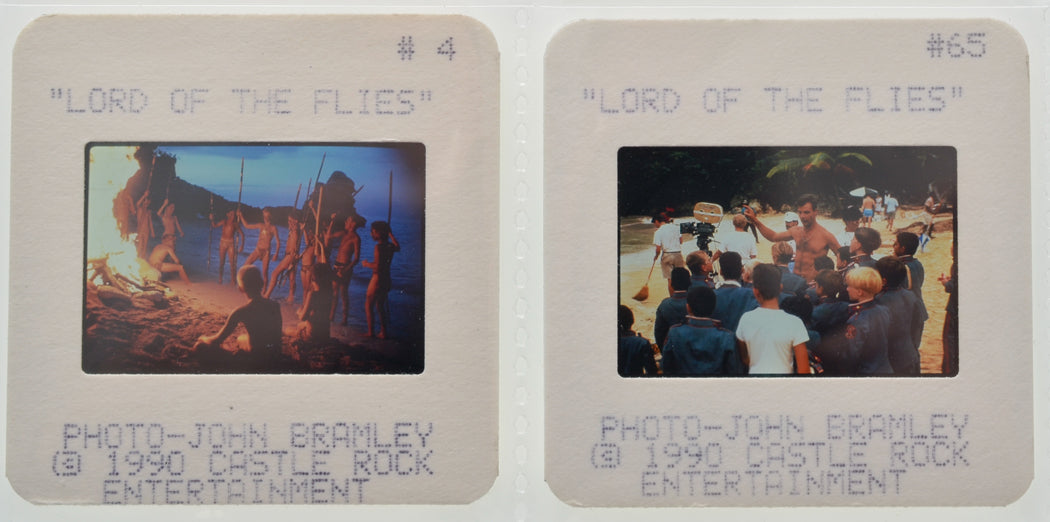 # 4
"LORD OF THE FLIES"
PHOTO-JOHN BRAMLEY
@ 1990 CASTLE ROCK
ENTERTAINMENT
#65
"LORD OF THE FLIES"
PHOTO-JOHN BRAMLEY
@ 1990 CASTLE ROCK
ENTERTAINMENT